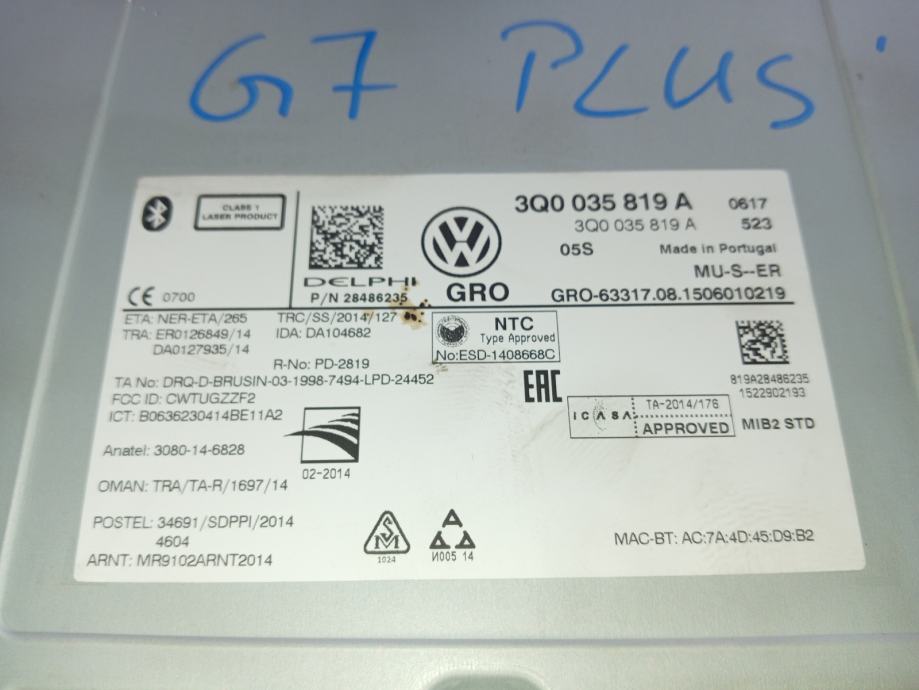 G7 PLUS
CLASS 1
LASER PRODUCT
3Q0 035 819 A 0617
3Q0 035 819 A 523
05S Made in Portugal
MU-S--ER
DELPHI
P/N 28486235
GRO GRO-63317.08.1506010219
CE 0700
ETA: NER-ETA/265
TRA: ER0126849/14
DA0127935/14
TRC/SS/2014/127
IDA: DA104682
R-No: PD-2819
NTC
Type Approved
No:ESD-1408668C
TA No: DRQ-D-BRUSIN-03-1998-7494-LPD-24452
FCC ID: CWTUGZZF2
ICT: B0636230414BE11A2
EAC
819A28486235
1522902193
ICASA TA-2014/176
APPROVED
MIB2 STD
Anatel: 3080-14-6828
02-2014
OMAN: TRA/TA-R/1697/14
POSTEL: 34691/SDPPI/2014
4604
ARNT: MR9102ARNT2014
SM
1024
И005 14
MAC-BT: AC:7A:4D:45:D9:B2